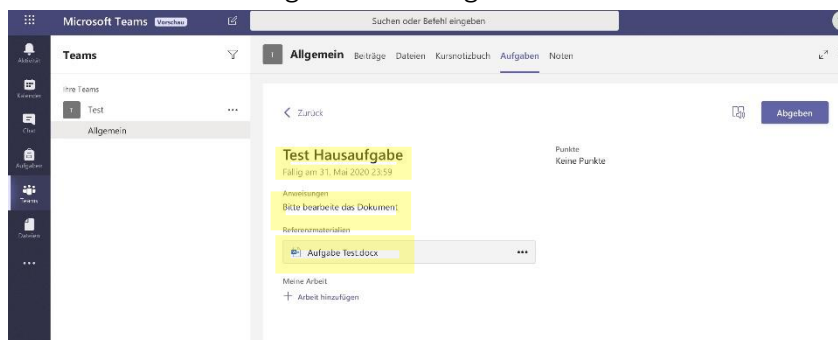 Microsoft Teams Vorschau
Suchen oder Befehl eingeben
Aktivität
Kalender
Chat
Aufgaben
Teams
Dateien
Teams
Ihre Teams
T Test
Allgemein
T Allgemein Beiträge Dateien Kursnotizbuch Aufgaben Noten
Zurück
Abgeben
Test Hausaufgabe
Fällig am 31. Mai 2020 23:59
Punkte
Keine Punkte
Anweisungen
Bitte bearbeite das Dokument
Referenzmaterialien
Aufgabe Test.docx
Meine Arbeit
+ Arbeit hinzufügen